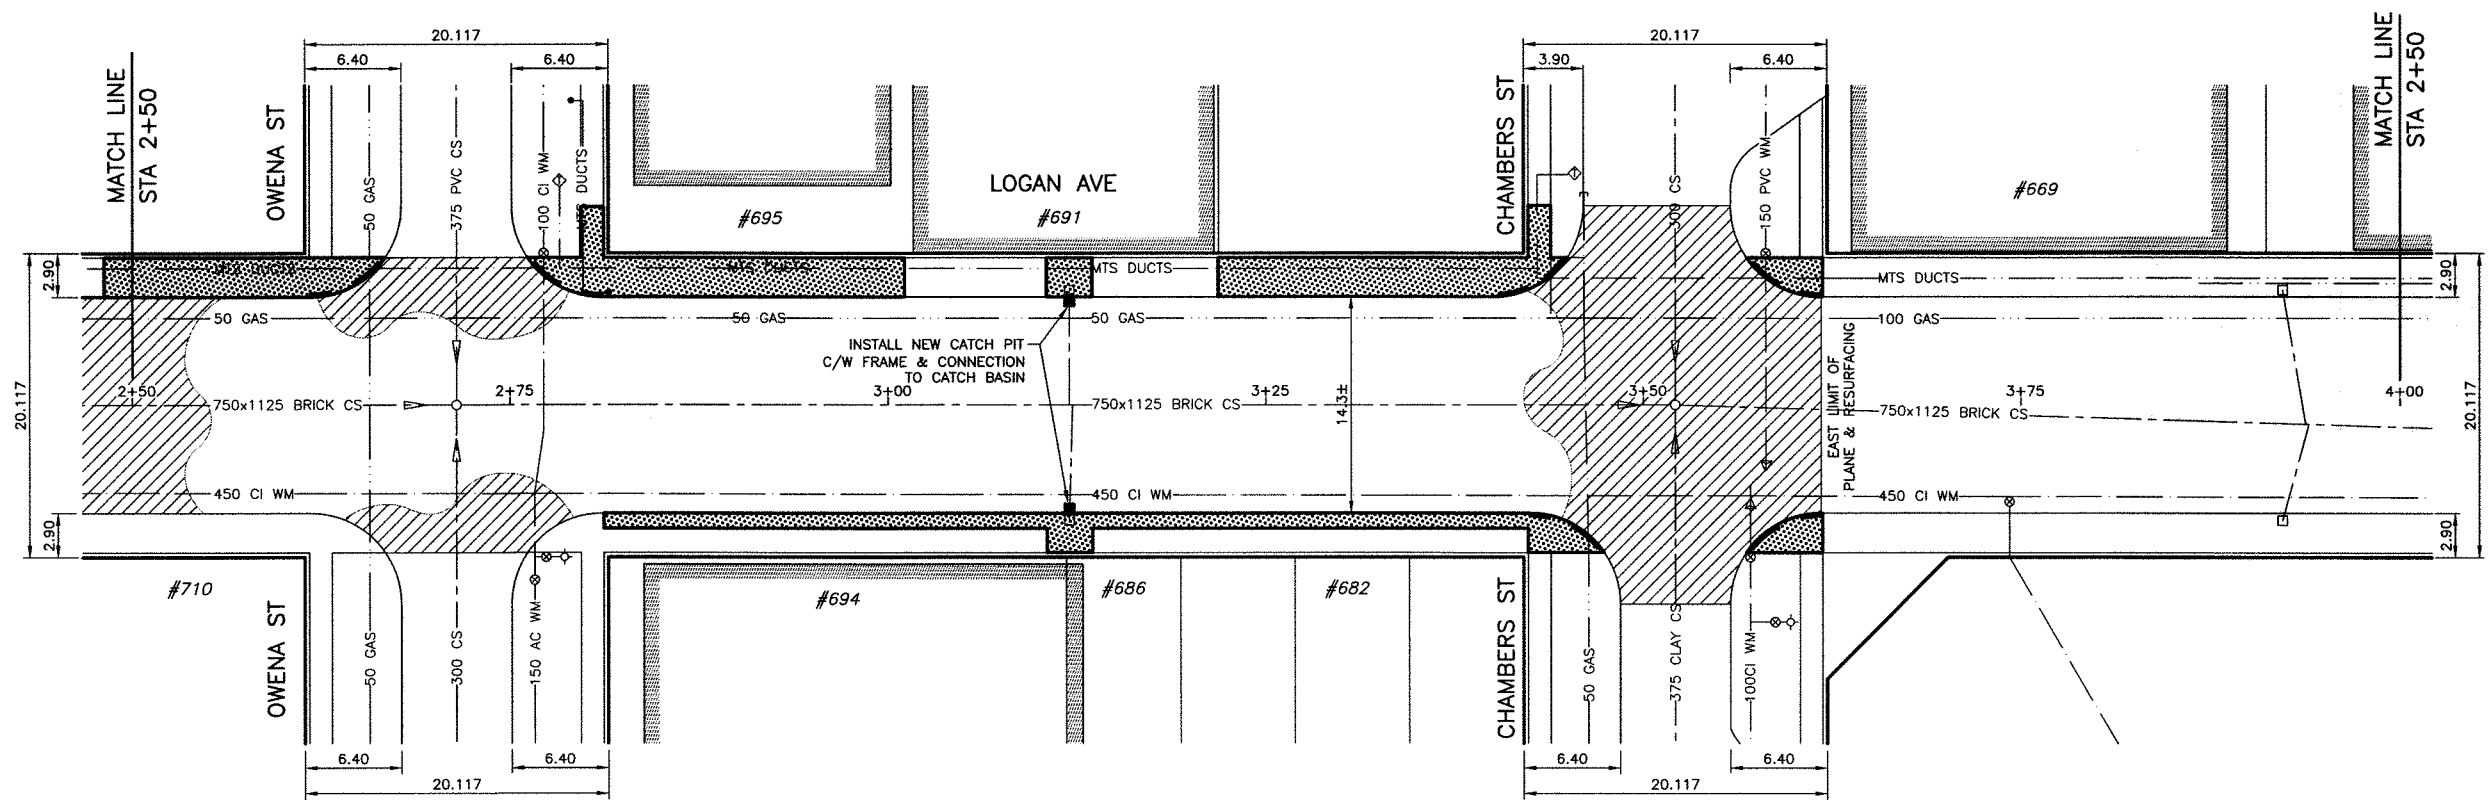 MATCH LINE
STA 2+50
20.117
6.40
6.40
20.117
3.90
6.40
MATCH LINE
STA 2+50
OWENA ST
50 GAS
375 PVC CS
100 CI WM
MTS DUCTS
#695
LOGAN AVE
#691
CHAMBERS ST
500 CS
150 PVC WM
#669
2.90
MTS DUCTS
MTS DUCTS
MTS DUCTS
MTS DUCTS
2.90
50 GAS
50 GAS
50 GAS
100 GAS
INSTALL NEW CATCH PIT
C/W FRAME & CONNECTION
TO CATCH BASIN
EAST LIMIT OF
PLANE & RESURFACING
20.117
2+50
2+75
3+00
3+25
14.3±
3+50
3+75
4+00
20.117
750x1125 BRICK CS
750x1125 BRICK CS
750x1125 BRICK CS
450 CI WM
450 CI WM
450 CI WM
2.90
2.90
#710
OWENA ST
50 GAS
300 CS
150 AC WM
#694
#686
#682
CHAMBERS ST
50 GAS
375 CLAY CS
100CI WM
6.40
6.40
20.117
6.40
6.40
20.117